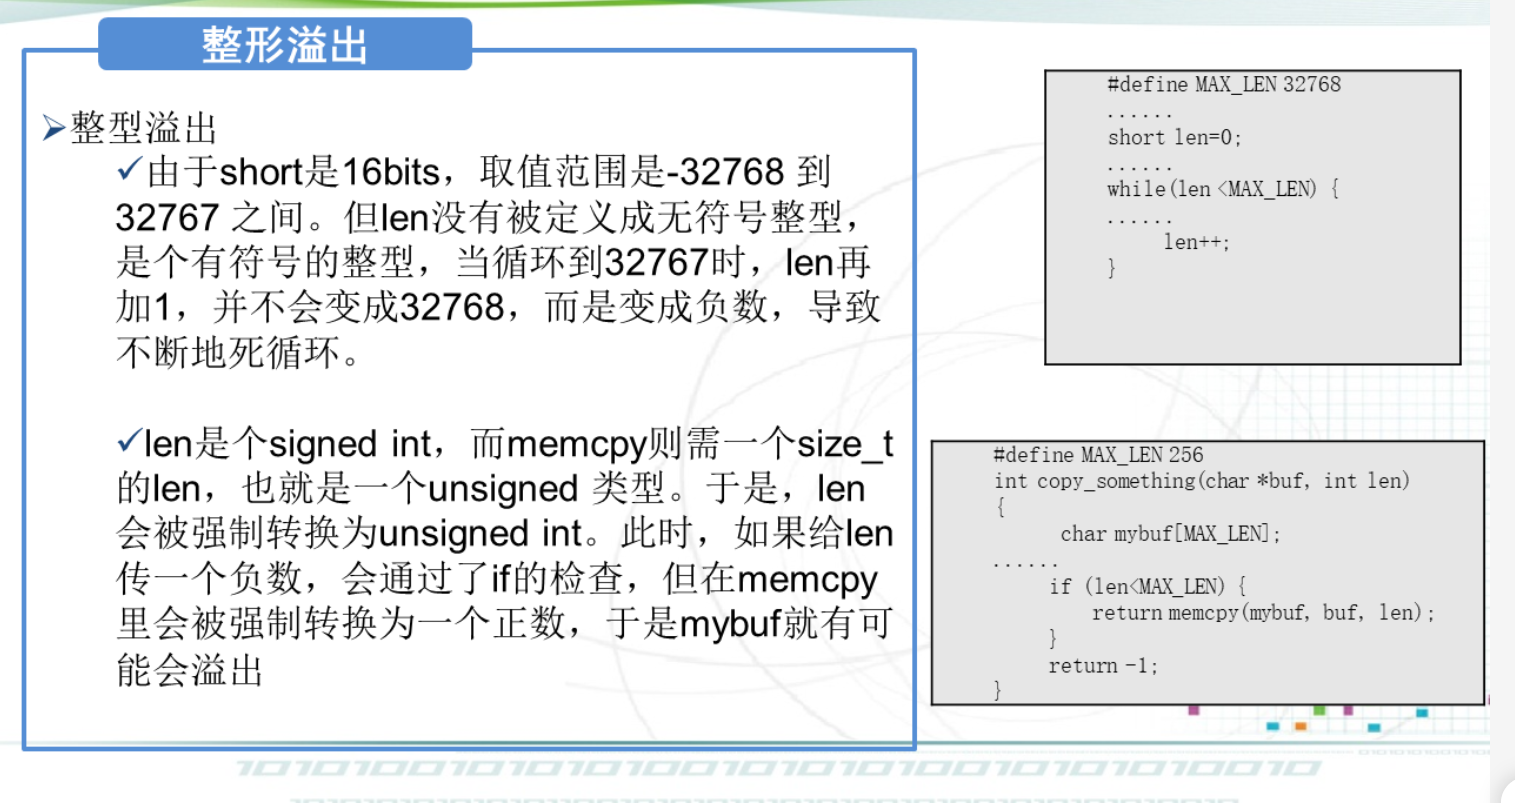 整形溢出
➢整型溢出
✓由于short是16bits，取值范围是-32768 到
32767 之间。但len没有被定义成无符号整型，
是个有符号的整型，当循环到32767时，len再
加1，并不会变成32768，而是变成负数，导致
不断地死循环。
✓len是个signed int，而memcpy则需一个size_t
的len，也就是一个unsigned 类型。于是，len
会被强制转换为unsigned int。此时，如果给len
传一个负数，会通过了if的检查，但在memcpy
里会被强制转换为一个正数，于是mybuf就有可
能会溢出
#define MAX_LEN 32768
......
short len=0;
......
while(len <MAX_LEN) {
......
len++;
}
#define MAX_LEN 256
int copy_something(char *buf, int len)
{
char mybuf[MAX_LEN];
......
if (len<MAX_LEN) {
return memcpy(mybuf, buf, len);
}
return -1;
}